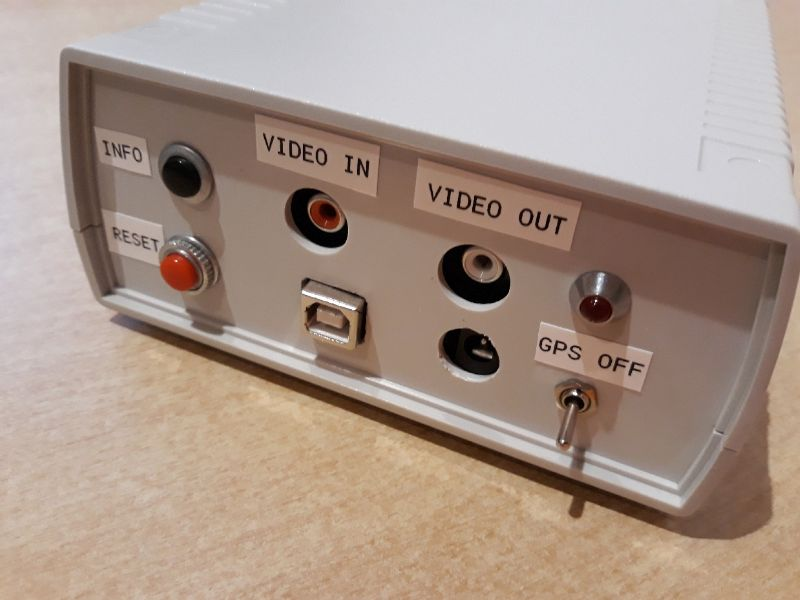 INFO
VIDEO IN
VIDEO OUT
RESET
GPS OFF